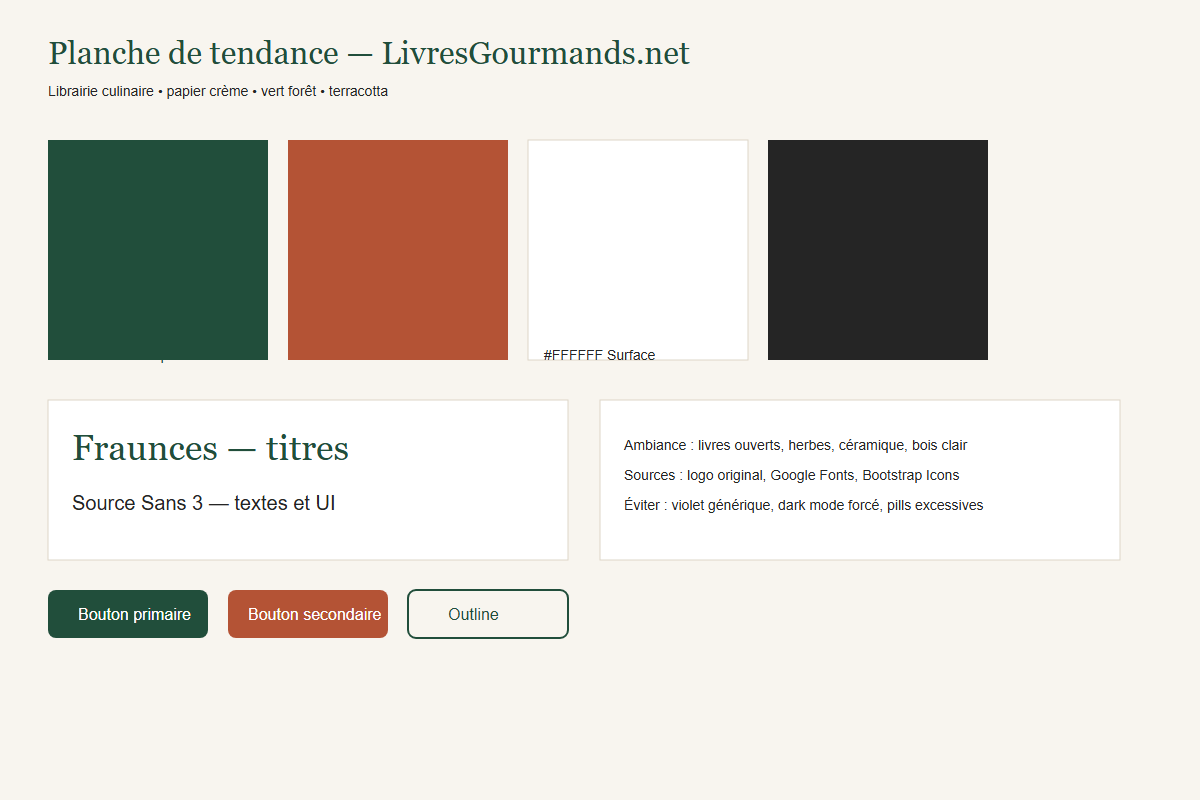 Planche de tendance — LivresGourmands.net
Librairie culinaire • papier crème • vert forêt • terracotta
#FFFFFF Surface
Fraunces — titres
Source Sans 3 — textes et UI
Ambiance : livres ouverts, herbes, céramique, bois clair
Sources : logo original, Google Fonts, Bootstrap Icons
Éviter : violet générique, dark mode forcé, pills excessives
Bouton primaire
Bouton secondaire
Outline